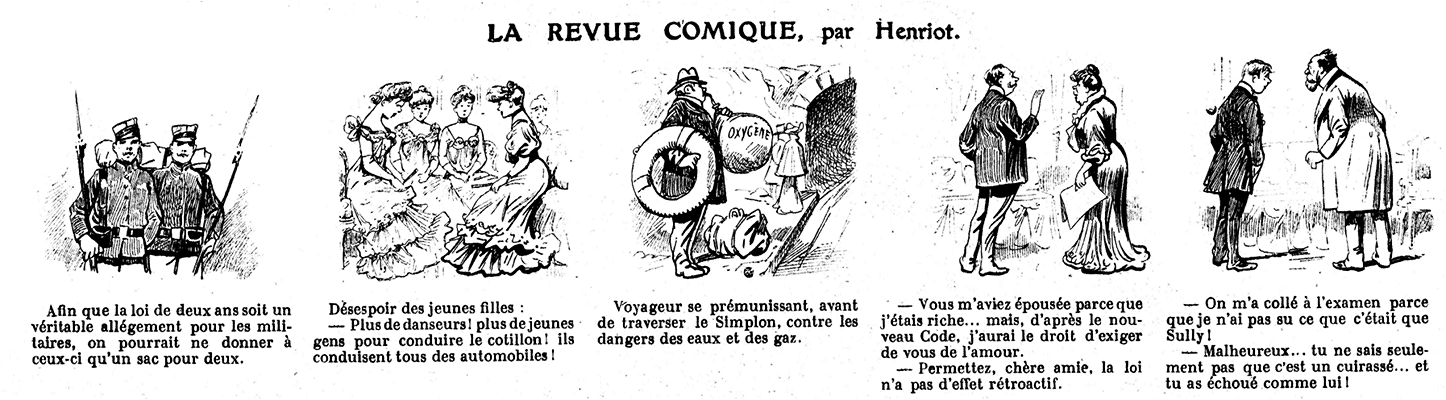 LA REVUE COMIQUE, par Henriot.
OXYGÈNE
Afin que la loi de deux ans soit un
véritable allégement pour les mili-
taires, on pourrait ne donner à
ceux-ci qu'un sac pour deux.
Désespoir des jeunes filles :
— Plus de danseurs! plus de jeunes
gens pour conduire le cotillon! ils
conduisent tous des automobiles!
Voyageur se prémunissant, avant
de traverser le Simplon, contre les
dangers des eaux et des gaz.
— Vous m'aviez épousée parce que
j'étais riche... mais, d'après le nou-
veau Code, j'aurai le droit d'exiger
de vous de l'amour.
— Permettez, chère amie, la loi
n'a pas d'effet rétroactif.
— On m'a collé à l'examen parce
que je n'ai pas su ce que c'était que
Sully!
— Malheureux... tu ne sais seule-
ment pas que c'est un cuirassé... et
tu as échoué comme lui!